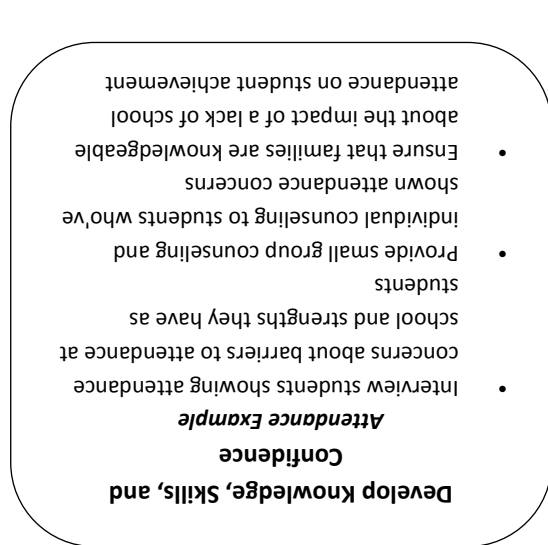 Develop Knowledge, Skills, and
Confidence
Attendance Example
• Interview students showing attendance
concerns about barriers to attendance at
school and strengths they have as
students
• Provide small group counseling and
individual counseling to students who've
shown attendance concerns
• Ensure that families are knowledgeable
about the impact of a lack of school
attendance on student achievement